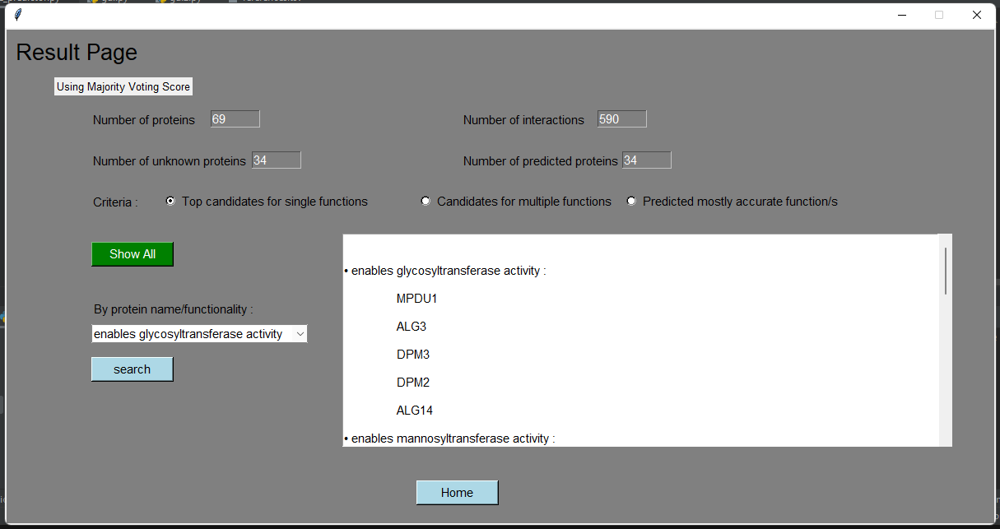 Result Page
Using Majority Voting Score
Number of proteins 69 Number of interactions 590
Number of unknown proteins 34 Number of predicted proteins 34
Criteria : Top candidates for single functions Candidates for multiple functions Predicted mostly accurate function/s
Show All
• enables glycosyltransferase activity :
MPDU1
By protein name/functionality :
ALG3
enables glycosyltransferase activity
DPM3
search
DPM2
ALG14
• enables mannosyltransferase activity :
Home